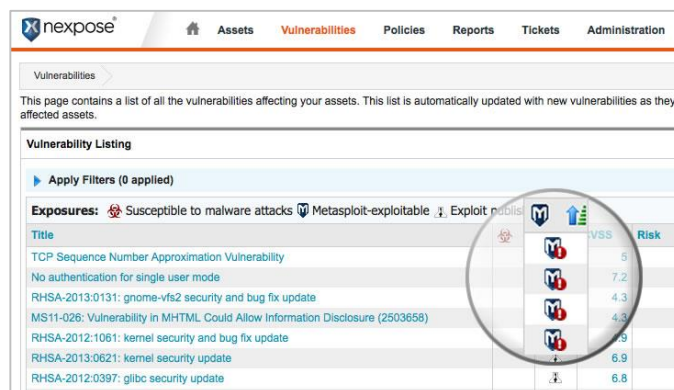 nexpose®
Assets Vulnerabilities Policies Reports Tickets Administration
Vulnerabilities
This page contains a list of all the vulnerabilities affecting your assets. This list is automatically updated with new vulnerabilities as they
affected assets.
Vulnerability Listing
Apply Filters (0 applied)
Exposures: Susceptible to malware attacks Metasploit-exploitable Exploit
Title CVSS Risk
TCP Sequence Number Approximation Vulnerability 5
No authentication for single user mode 7.2
RHSA-2013:0131: gnome-vfs2 security and bug fix update 4.3
MS11-026: Vulnerability in MHTML Could Allow Information Disclosure (2503658) 4.3
RHSA-2012:1061: kernel security and bug fix update
RHSA-2013:0621: kernel security update 6.9
RHSA-2012:0397: glibc security update 6.8